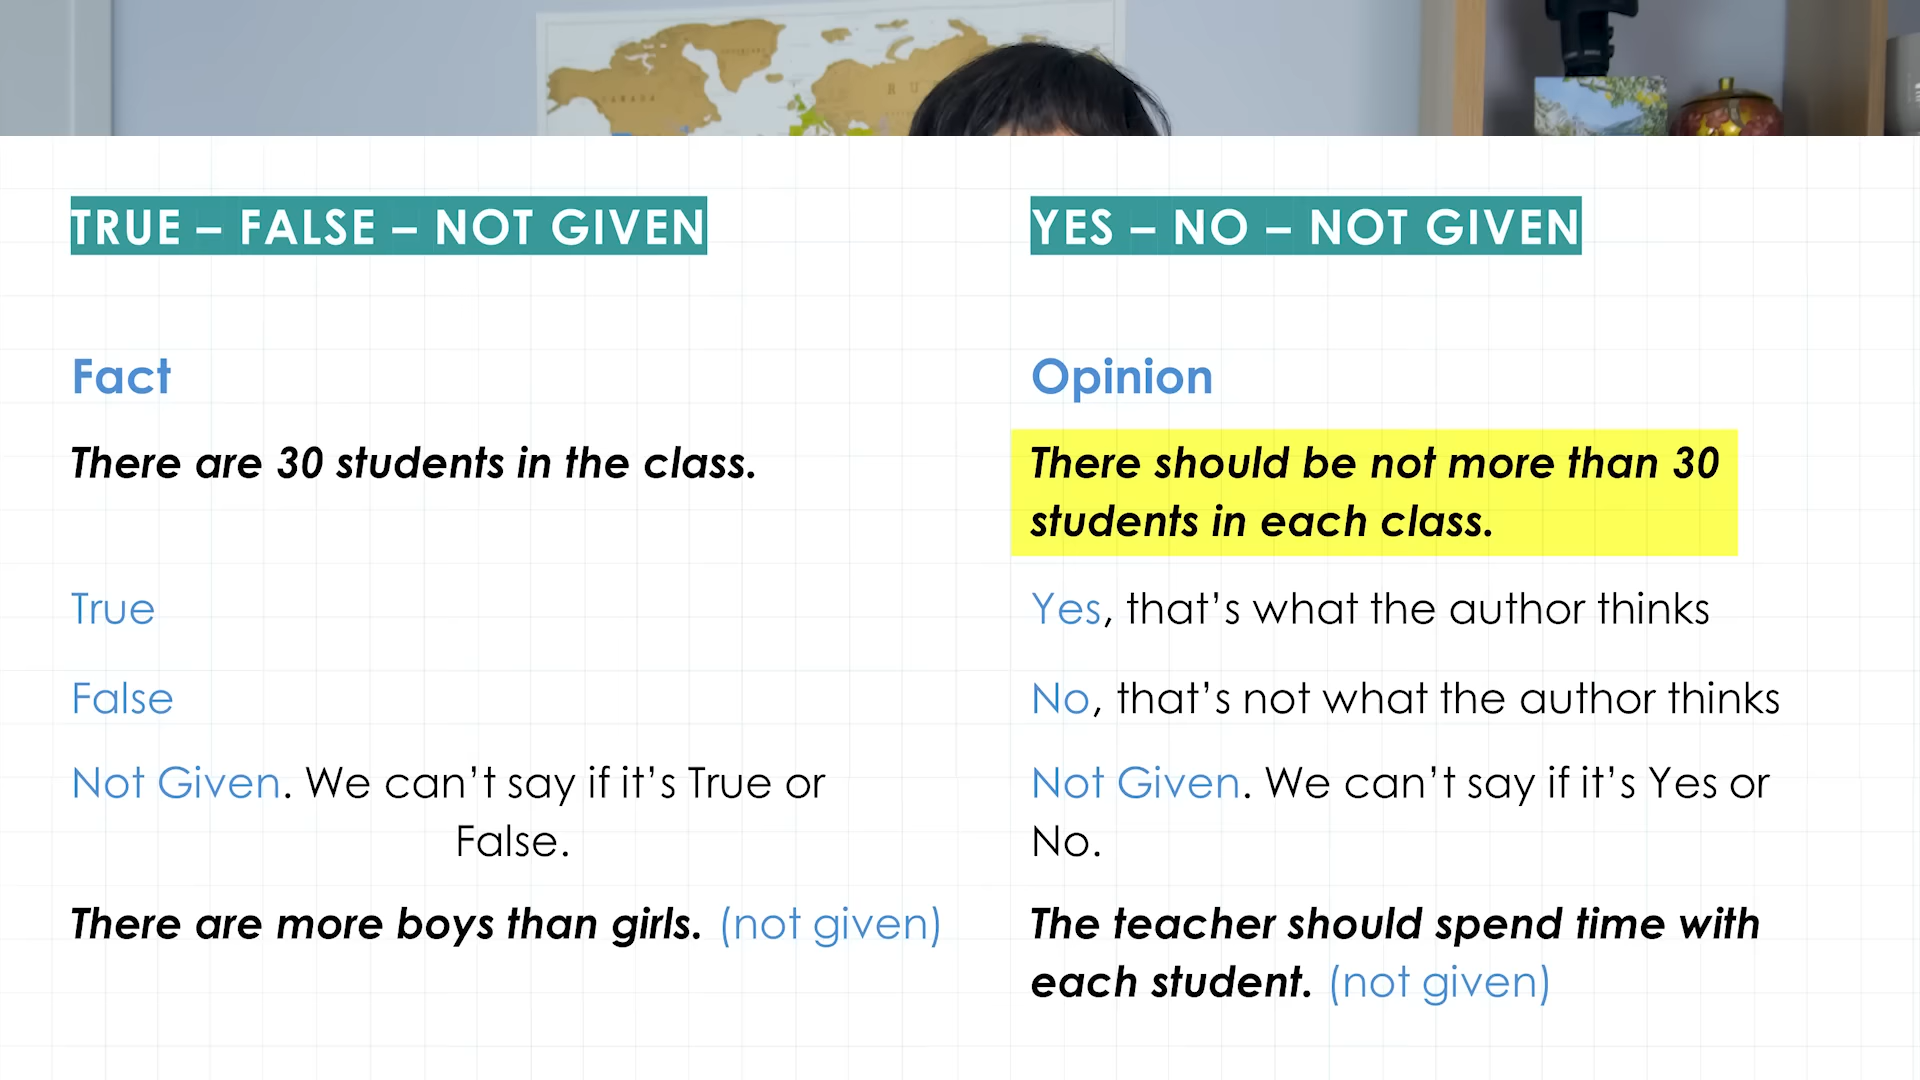 TRUE – FALSE – NOT GIVEN
Fact
There are 30 students in the class.
True
False
Not Given. We can’t say if it’s True or
False.
There are more boys than girls. (not given)
YES – NO – NOT GIVEN
Opinion
There should be not more than 30
students in each class.
Yes, that’s what the author thinks
No, that’s not what the author thinks
Not Given. We can’t say if it’s Yes or
No.
The teacher should spend time with
each student. (not given)